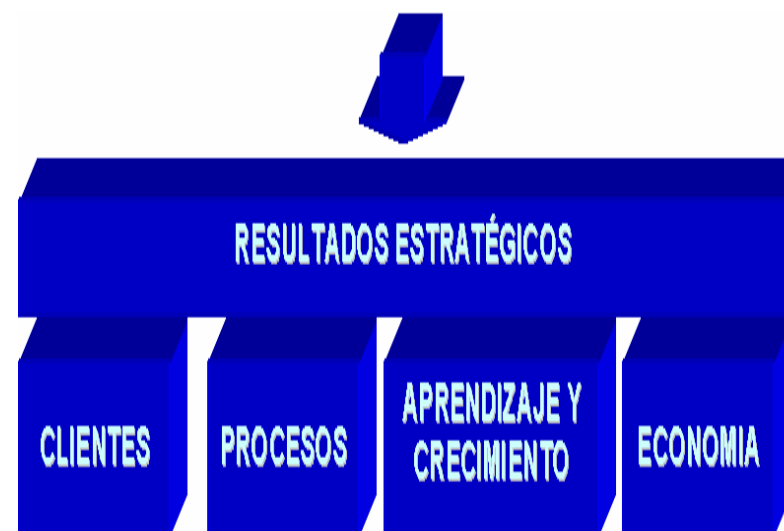 RESULTADOS ESTRATÉGICOS
CLIENTES
PROCESOS
APRENDIZAJE Y
CRECIMIENTO
ECONOMIA